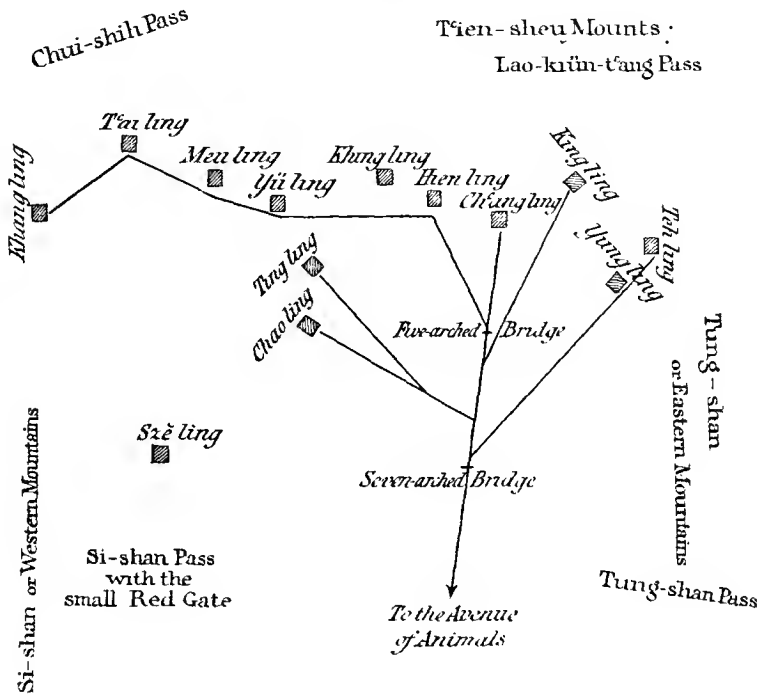 Chui-shih Pass
T‘ien-sheu Mounts
Lao-kiün-t‘ang Pass
T‘ai ling
Khang ling
Meu ling
Yü ling
Khing ling
Hien ling
Ch‘ang ling
King ling
Yung ling
Teh ling
Ting ling
Chao ling
Five-arched Bridge
Tung-shan
or Eastern Mountains
Szĕ ling
Seven-arched Bridge
Si-shan or Western Mountains
Si-shan Pass
with the
small Red Gate
Tung-shan Pass
To the Avenue
of Animals